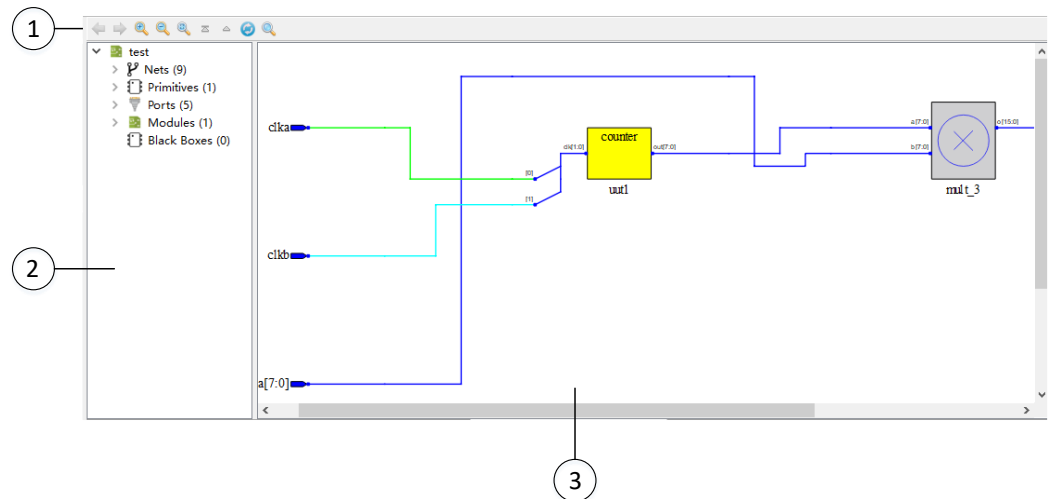 1
test
Nets (9)
Primitives (1)
Ports (5)
Modules (1)
Black Boxes (0)
2
clka
clkb
a[7:0]
[0]
[1]
clk[1:0]
counter
out[7:0]
uut1
a[7:0]
b[7:0]
o[15:0]
mult_3
3